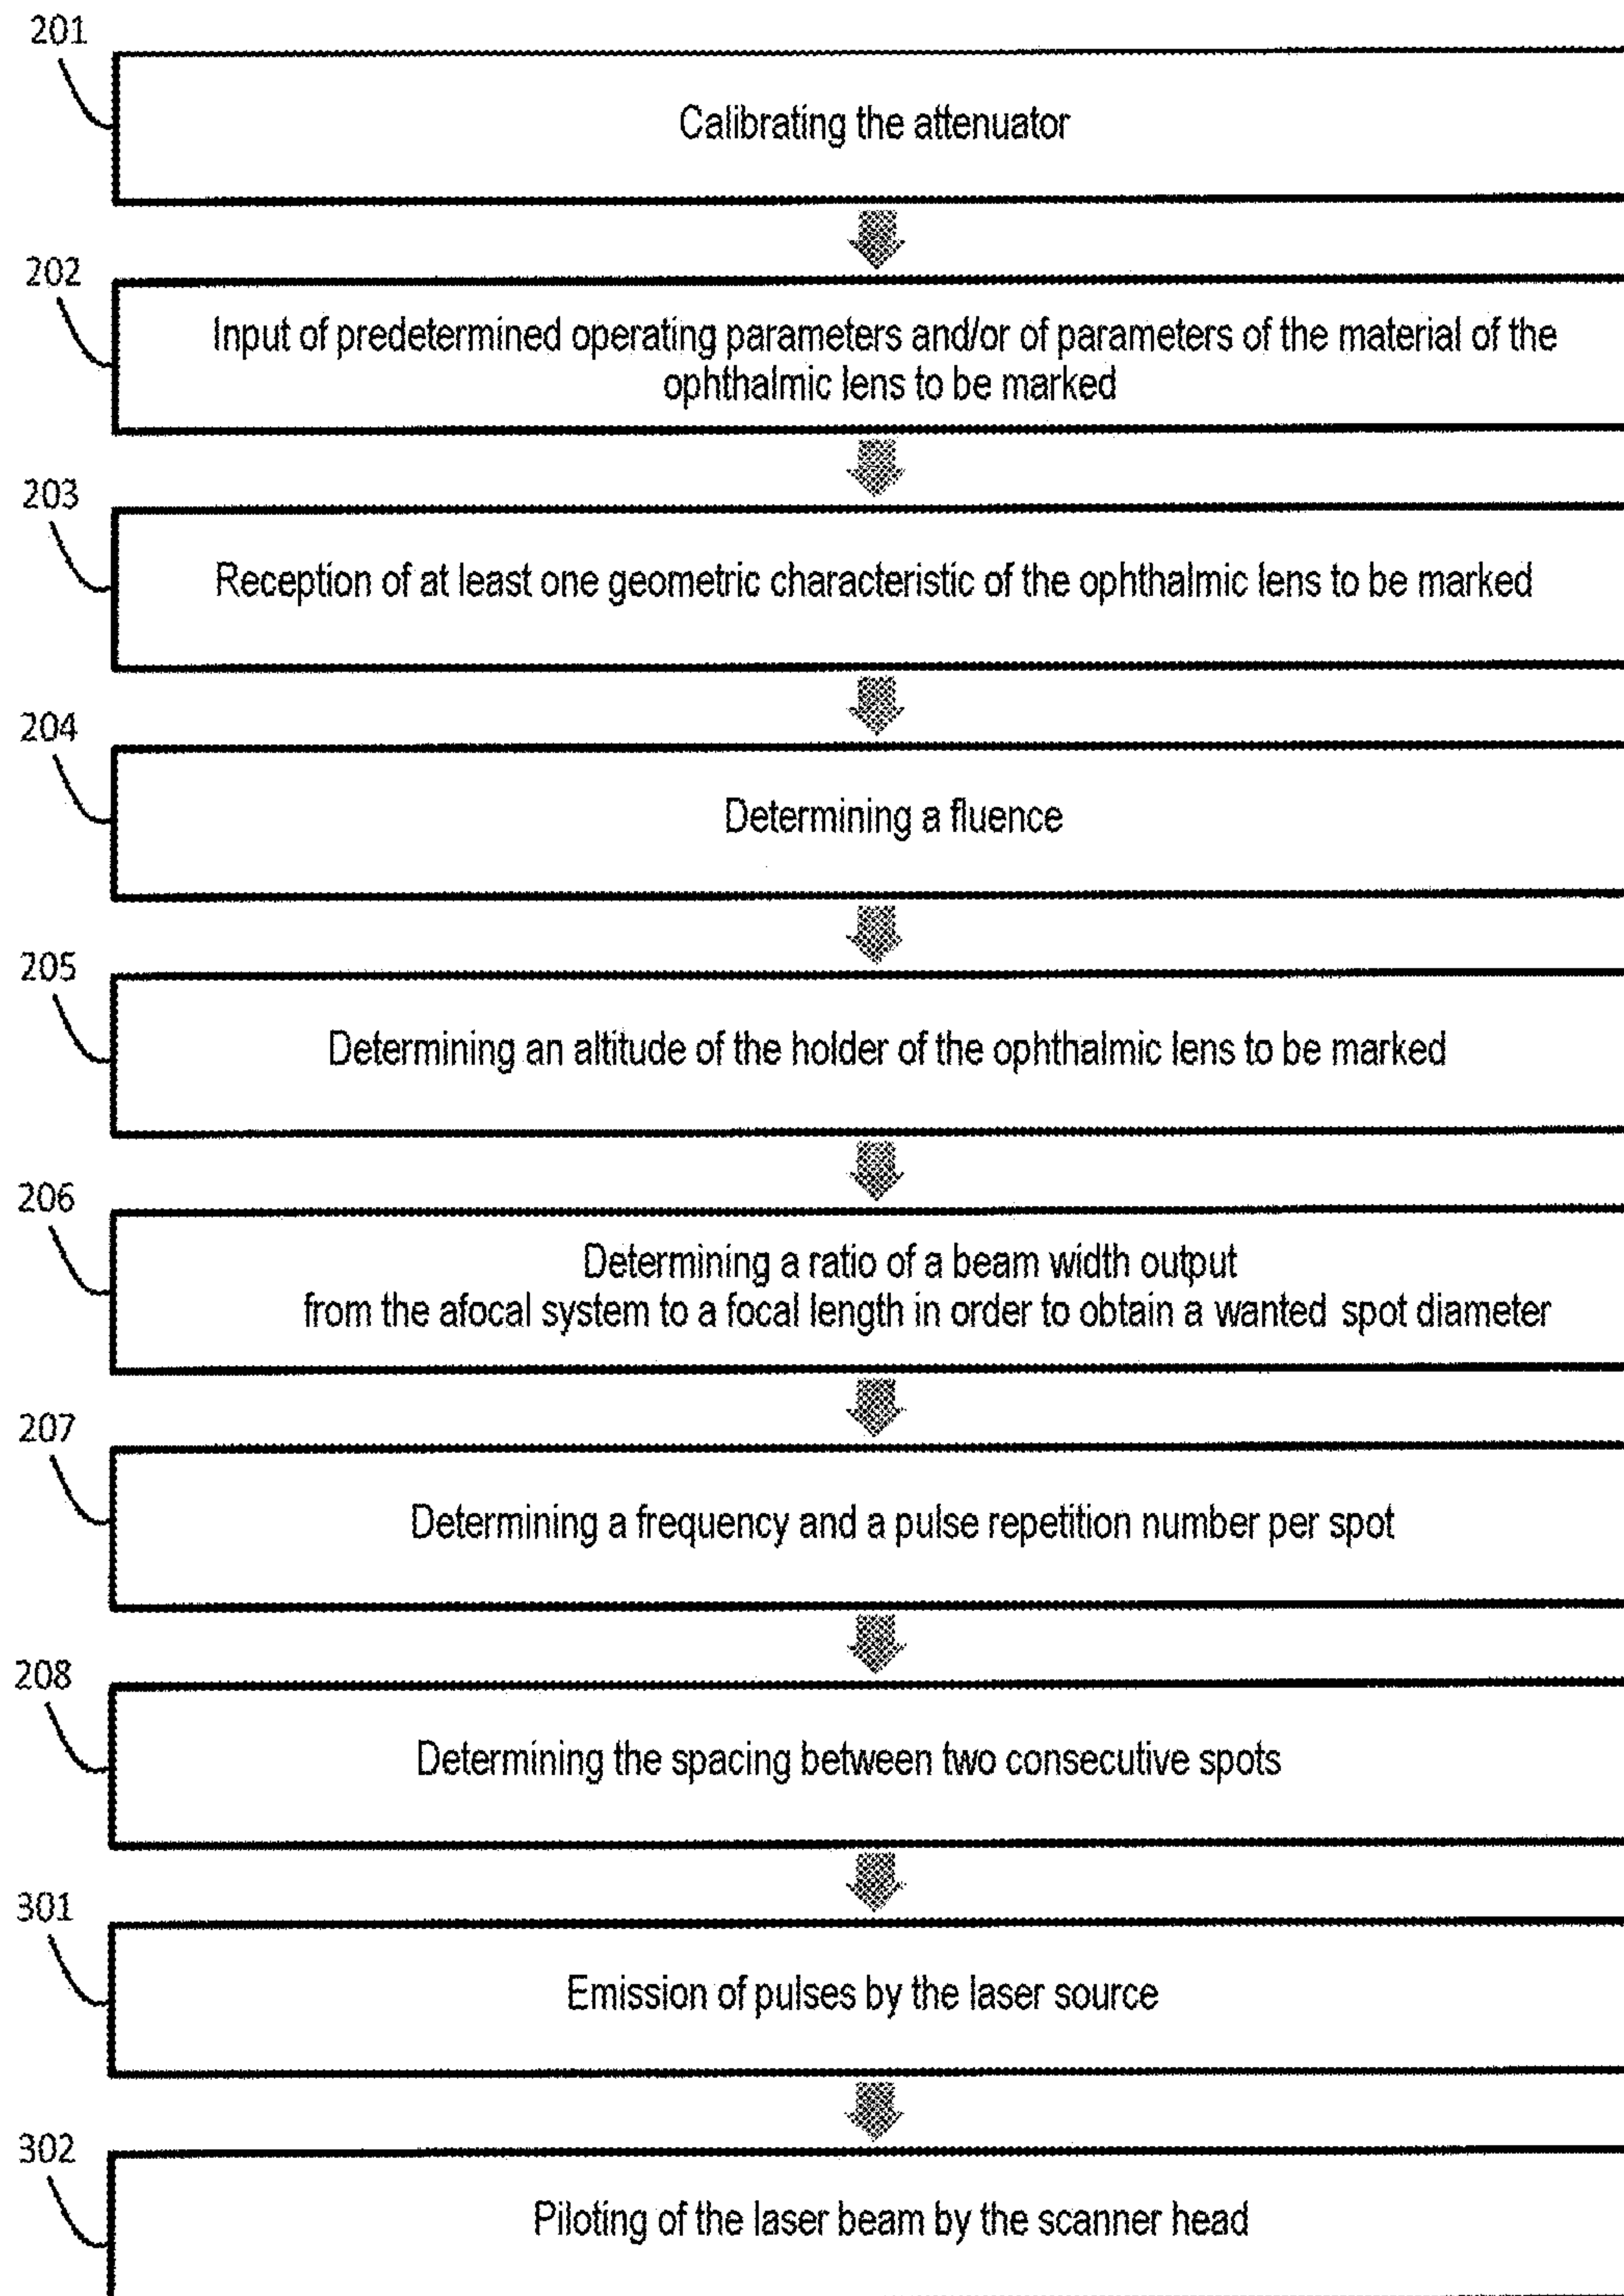 201
Calibrating the attenuator
202
Input of predetermined operating parameters and/or of parameters of the material of the
ophthalmic lens to be marked
203
Reception of at least one geometric characteristic of the ophthalmic lens to be marked
204
Determining a fluence
205
Determining an altitude of the holder of the ophthalmic lens to be marked
206
Determining a ratio of a beam width output
from the afocal system to a focal length in order to obtain a wanted spot diameter
207
Determining a frequency and a pulse repetition number per spot
208
Determining the spacing between two consecutive spots
301
Emission of pulses by the laser source
302
Piloting of the laser beam by the scanner head